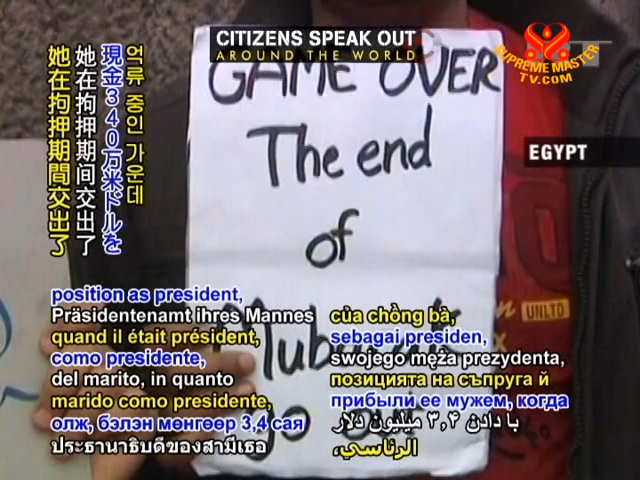 CITIZENS SPEAK OUT
AROUND THE WORLD
SUPREME MASTER
TV.COM
EGYPT
GAME OVER
The end
of
Mubarak
go out
UNLTD
억류 중인 가운데
現金340万米ドルを
她在拘押期间交出了
她在拘押期間交出了
position as president,
Präsidentenamt ihres Mannes
quand il était président,
como presidente,
del marito, in quanto
marido como presidente,
олж, бэлэн мөнгөөр 3,4 сая
ประธานาธิบดีของสามีเธอ
của chồng bà,
sebagai presiden,
swojego męża prezydenta,
позицията на съпруга й
прибыли ее мужем, когда
با دادن ۳٫۴ میلیون دلار
الرئاسي،